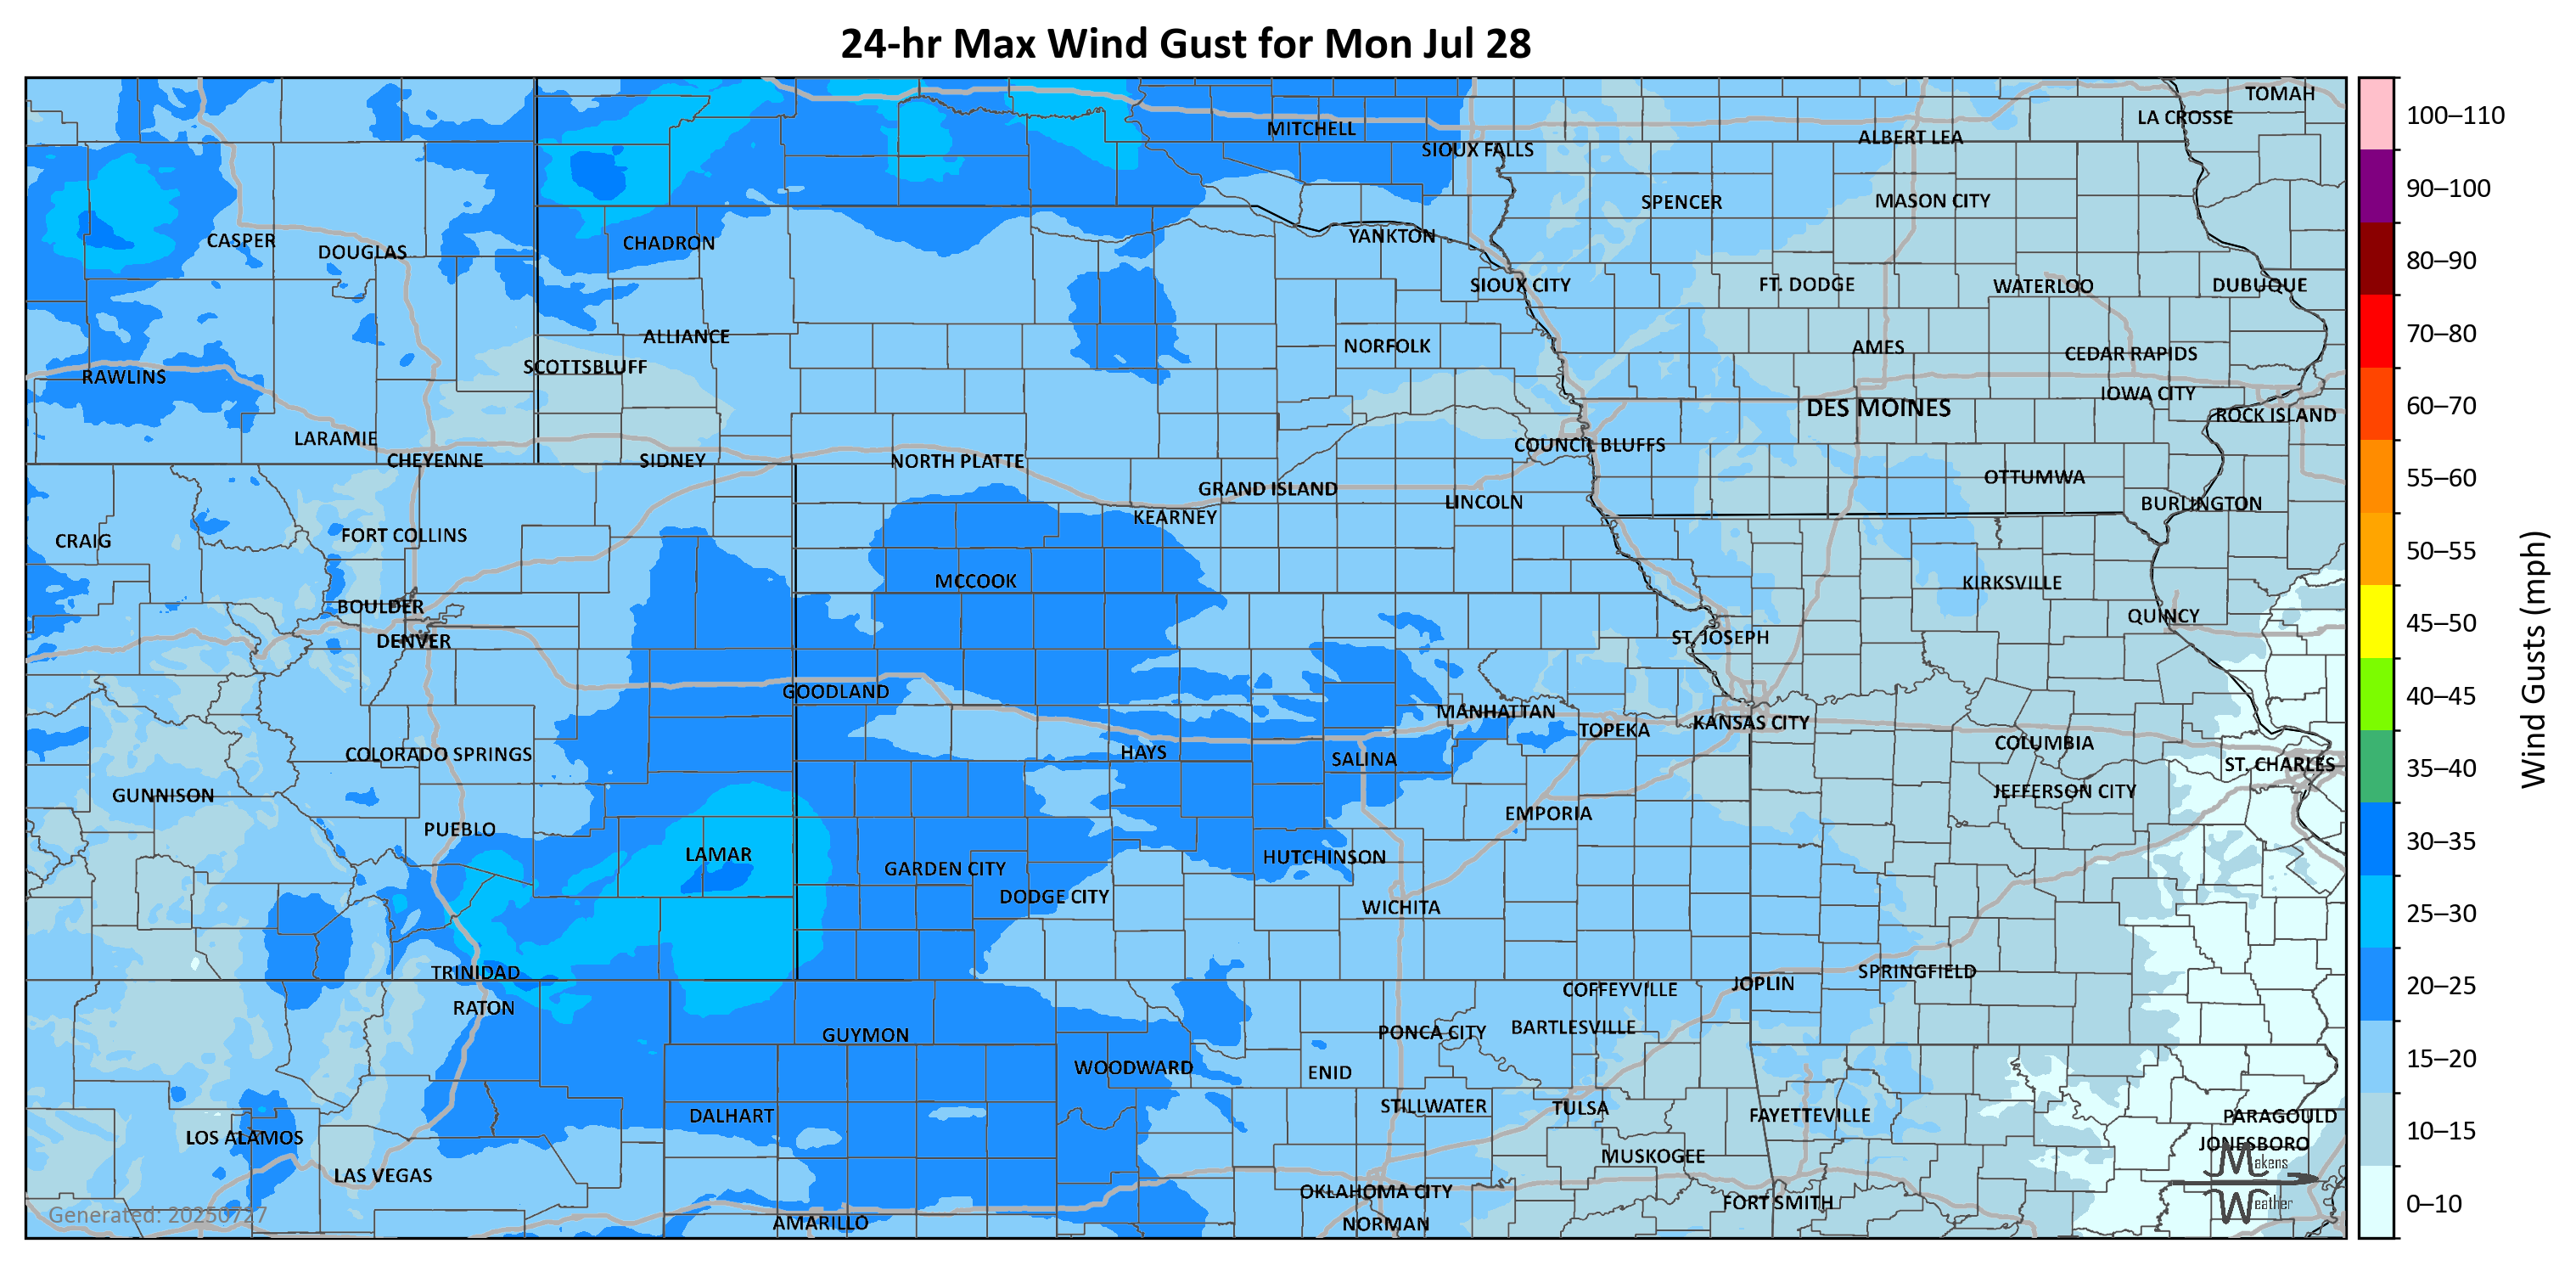 24-hr Max Wind Gust for Mon Jul 28
TOMAH
LA CROSSE
MITCHELL
ALBERT LEA
SIOUX FALLS
SPENCER
MASON CITY
CASPER
DOUGLAS
CHADRON
YANKTON
SIOUX CITY
FT. DODGE
WATERLOO
DUBUQUE
ALLIANCE
NORFOLK
AMES
CEDAR RAPIDS
SCOTTSBLUFF
RAWLINS
IOWA CITY
DES MOINES
ROCK ISLAND
LARAMIE
COUNCIL BLUFFS
CHEYENNE
SIDNEY
NORTH PLATTE
OTTUMWA
GRAND ISLAND
LINCOLN
BURLINGTON
KEARNEY
FORT COLLINS
CRAIG
MCCOOK
KIRKSVILLE
BOULDER
QUINCY
DENVER
ST. JOSEPH
GOODLAND
MANHATTAN
KANSAS CITY
TOPEKA
COLUMBIA
COLORADO SPRINGS
HAYS
SALINA
ST. CHARLES
GUNNISON
JEFFERSON CITY
EMPORIA
PUEBLO
LAMAR
HUTCHINSON
GARDEN CITY
DODGE CITY
WICHITA
TRINIDAD
SPRINGFIELD
JOPLIN
COFFEYVILLE
RATON
BARTLESVILLE
PONCA CITY
GUYMON
WOODWARD
ENID
STILLWATER
TULSA
DALHART
FAYETTEVILLE
PARAGOULD
LOS ALAMOS
JONESBORO
MUSKOGEE
LAS VEGAS
OKLAHOMA CITY
FORT SMITH
AMARILLO
NORMAN
Generated: 20250727
Makens
Weather
100–110
90–100
80–90
70–80
60–70
55–60
50–55
45–50
40–45
35–40
30–35
25–30
20–25
15–20
10–15
0–10
Wind Gusts (mph)